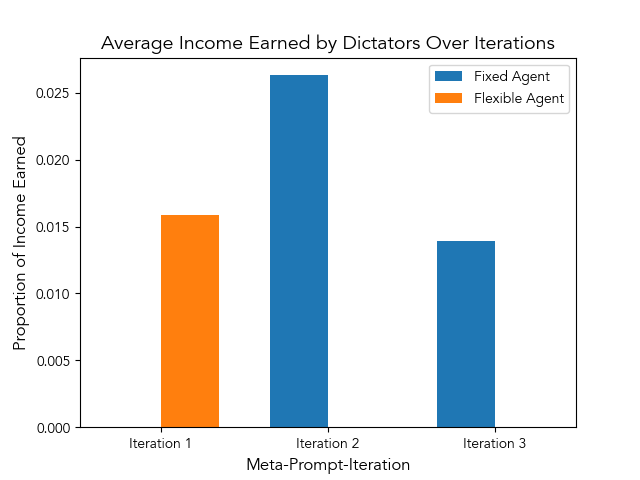 Average Income Earned by Dictators Over Iterations
Fixed Agent
Flexible Agent
Proportion of Income Earned
0.025
0.020
0.015
0.010
0.005
0.000
Iteration 1
Iteration 2
Iteration 3
Meta-Prompt-Iteration